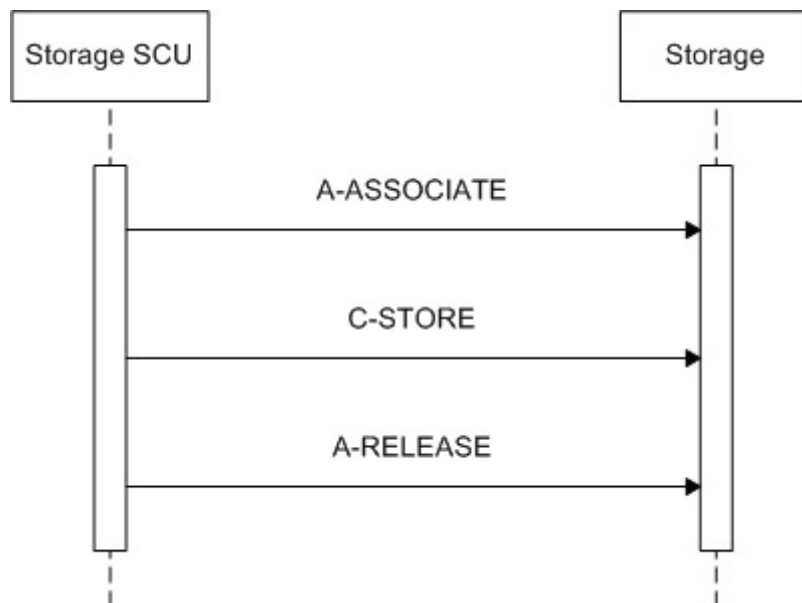 Storage SCU
Storage
A-ASSOCIATE
C-STORE
A-RELEASE